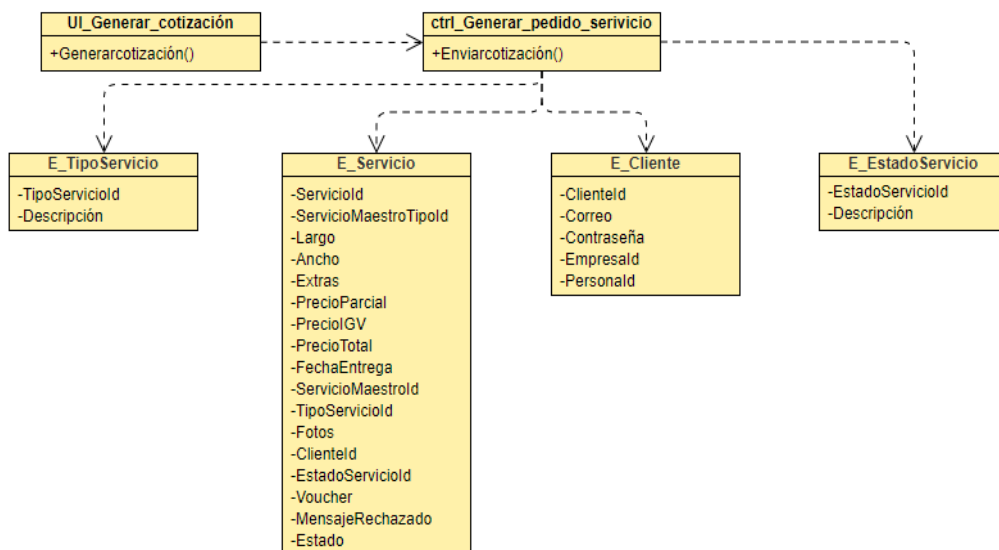 UI_Generar_cotización
+Generarcotización()
ctrl_Generar_pedido_serivicio
+Enviarcotización()
E_TipoServicio
-TipoServicioId
-Descripción
E_Servicio
-ServicioId
-ServicioMaestroTipoId
-Largo
-Ancho
-Extras
-PrecioParcial
-PrecioIGV
-PrecioTotal
-FechaEntrega
-ServicioMaestroId
-TipoServicioId
-Fotos
-ClienteId
-EstadoServicioId
-Voucher
-MensajeRechazado
-Estado
E_Cliente
-ClienteId
-Correo
-Contraseña
-EmpresaId
-PersonaId
E_EstadoServicio
-EstadoServicioId
-Descripción